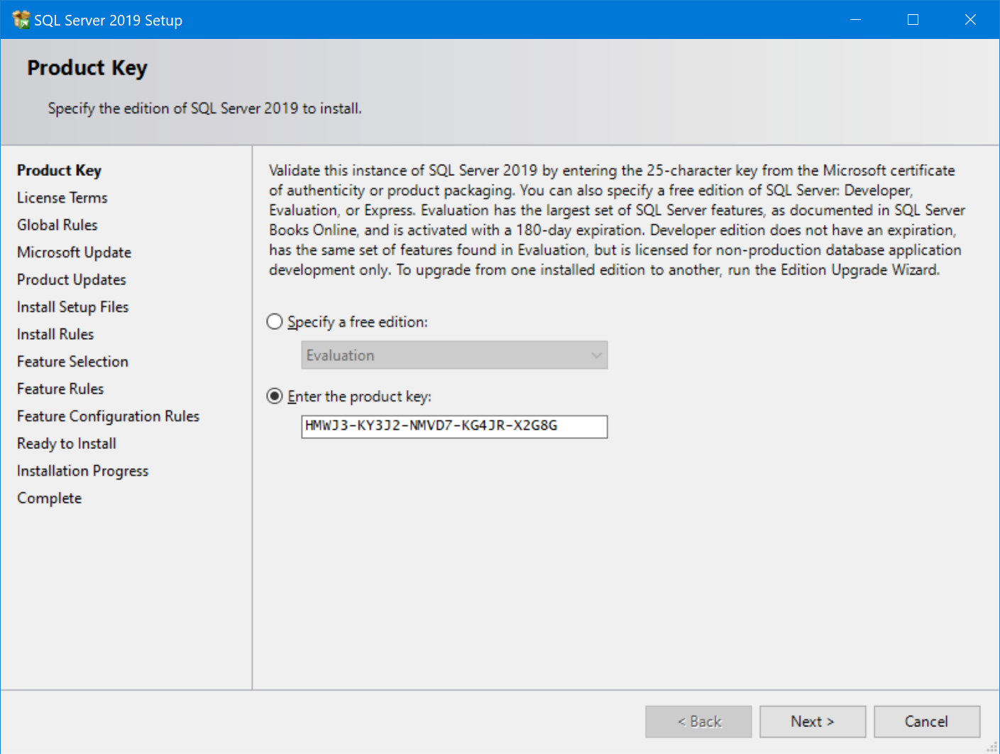 SQL Server 2019 Setup
Product Key
Specify the edition of SQL Server 2019 to install.
Product Key
License Terms
Global Rules
Microsoft Update
Product Updates
Install Setup Files
Install Rules
Feature Selection
Feature Rules
Feature Configuration Rules
Ready to Install
Installation Progress
Complete
Validate this instance of SQL Server 2019 by entering the 25-character key from the Microsoft certificate
of authenticity or product packaging. You can also specify a free edition of SQL Server: Developer,
Evaluation, or Express. Evaluation has the largest set of SQL Server features, as documented in SQL Server
Books Online, and is activated with a 180-day expiration. Developer edition does not have an expiration,
has the same set of features found in Evaluation, but is licensed for non-production database application
development only. To upgrade from one installed edition to another, run the Edition Upgrade Wizard.
Specify a free edition:
Evaluation
Enter the product key:
HMWJ3-KY3J2-NMVD7-KG4JR-X2G8G
< Back
Next >
Cancel